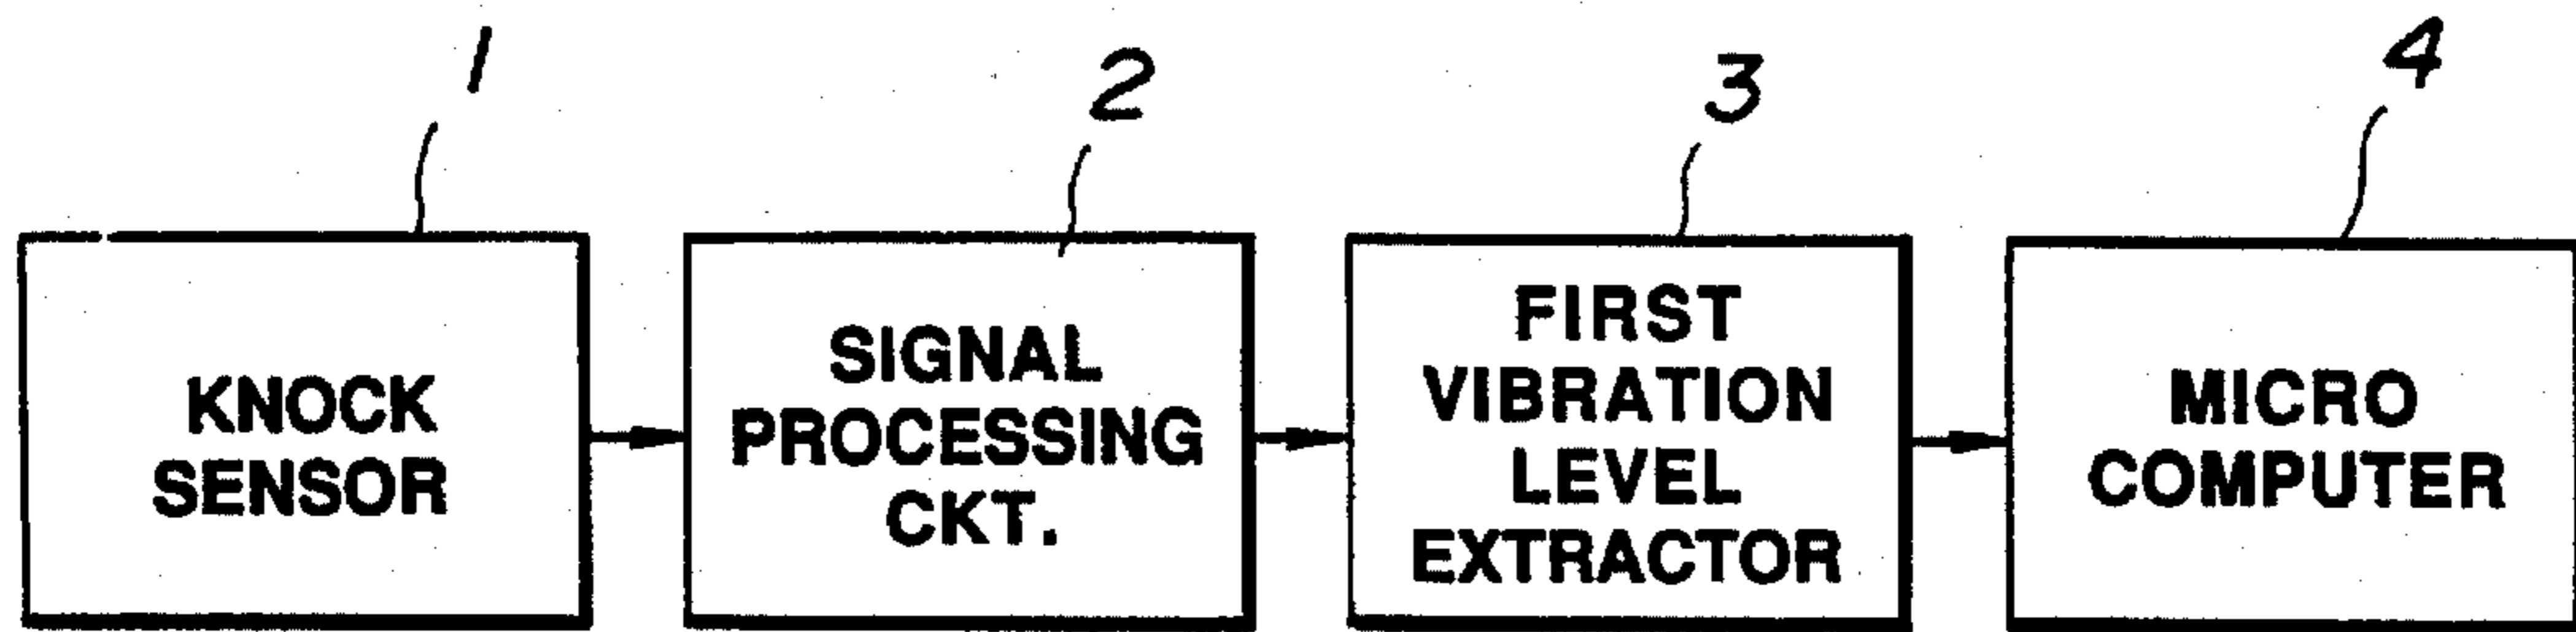 1
2
3
4
KNOCK
SENSOR
SIGNAL
PROCESSING
CKT.
FIRST
VIBRATION
LEVEL
EXTRACTOR
MICRO
COMPUTER